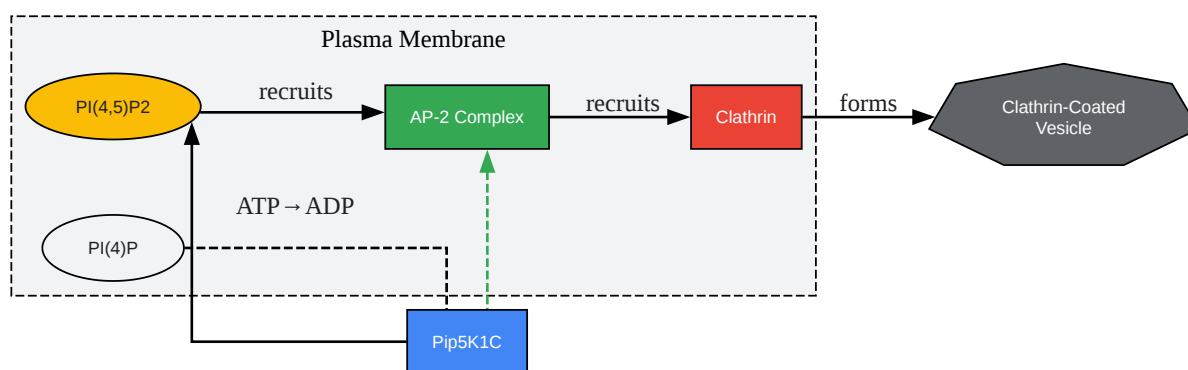 Plasma Membrane
PI(4,5)P2
recruits
AP-2 Complex
recruits
Clathrin
forms
Clathrin-Coated
Vesicle
ATP→ADP
PI(4)P
Pip5K1C